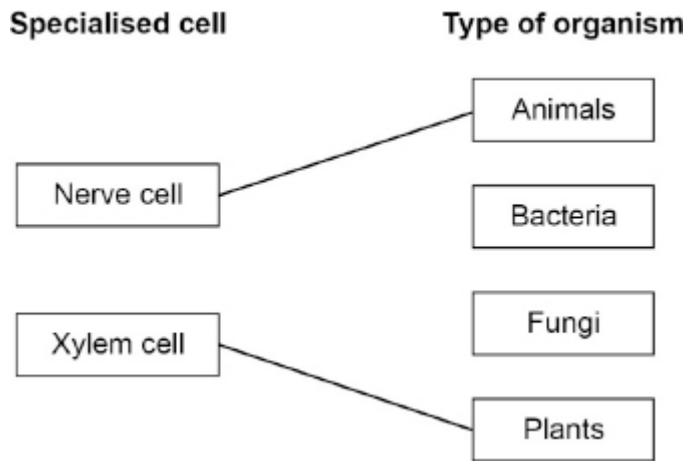 Specialised cell
Type of organism
Animals
Nerve cell
Bacteria
Fungi
Xylem cell
Plants